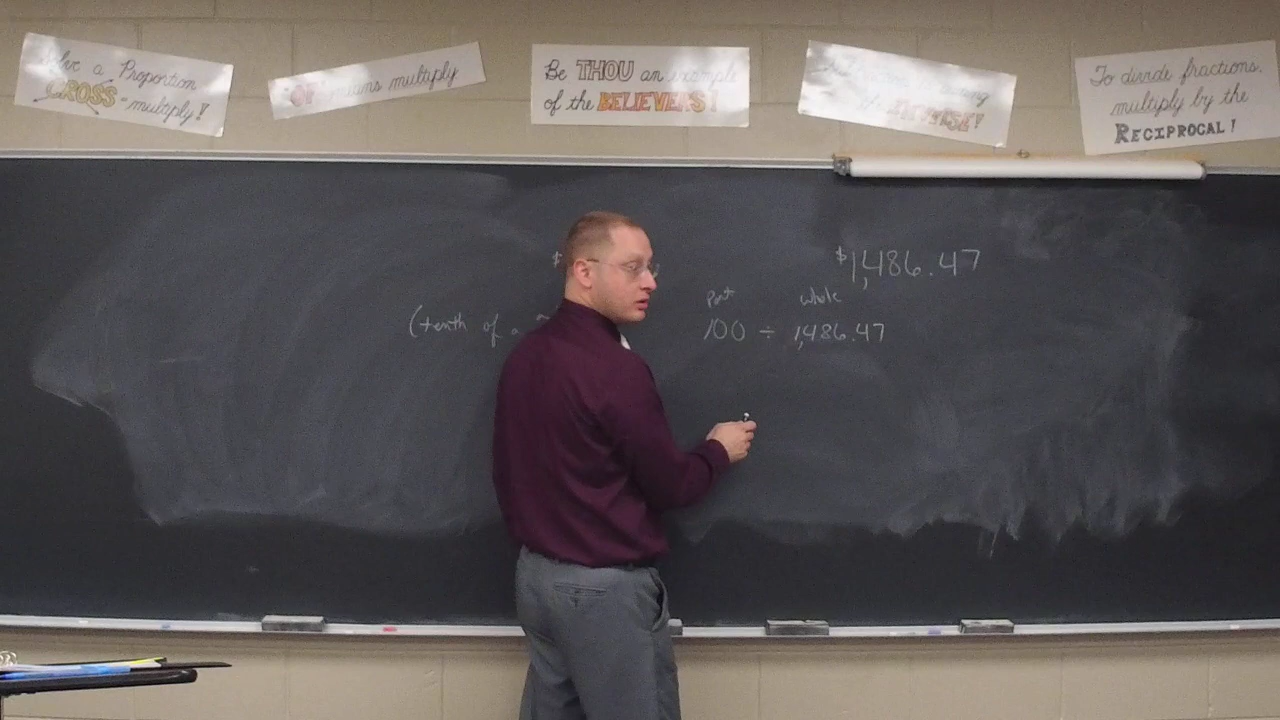 a Proportion
CROSS-multiply!
"OF" means multiply
Be THOU an example
of the BELIEVERS!
To divide fractions,
multiply by the
RECIPROCAL!
$
$1,486.47
Part whole
(tenth of a
100 ÷ 1,486.47